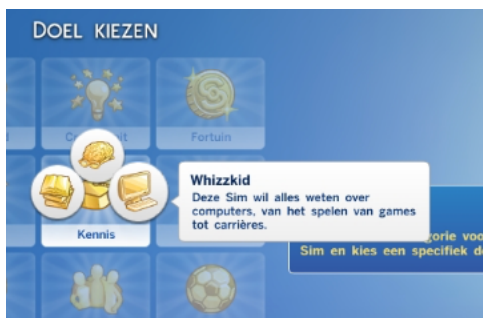 DOEL KIEZEN
Fortuin
Whizzkid
Deze Sim wil alles weten over
computers, van het spelen van games
tot carrières.
Kennis
Sim en kies een specifiek